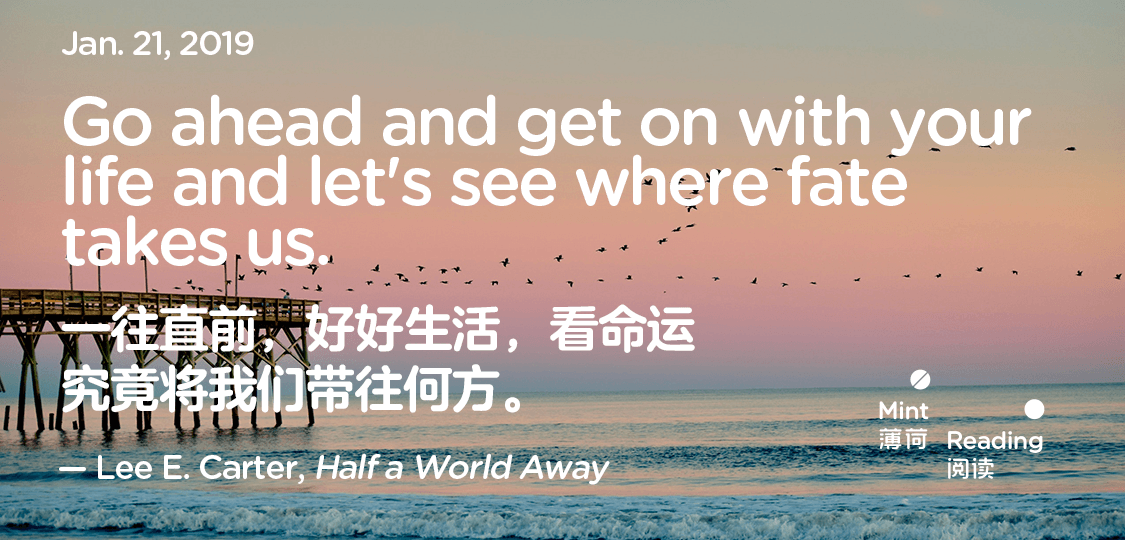 Jan. 21, 2019
Go ahead and get on with your
life and let's see where fate
takes us.
一往直前，好好生活，看命运
究竟将我们带往何方。
— Lee E. Carter, Half a World Away
Mint
薄荷
Reading
阅读